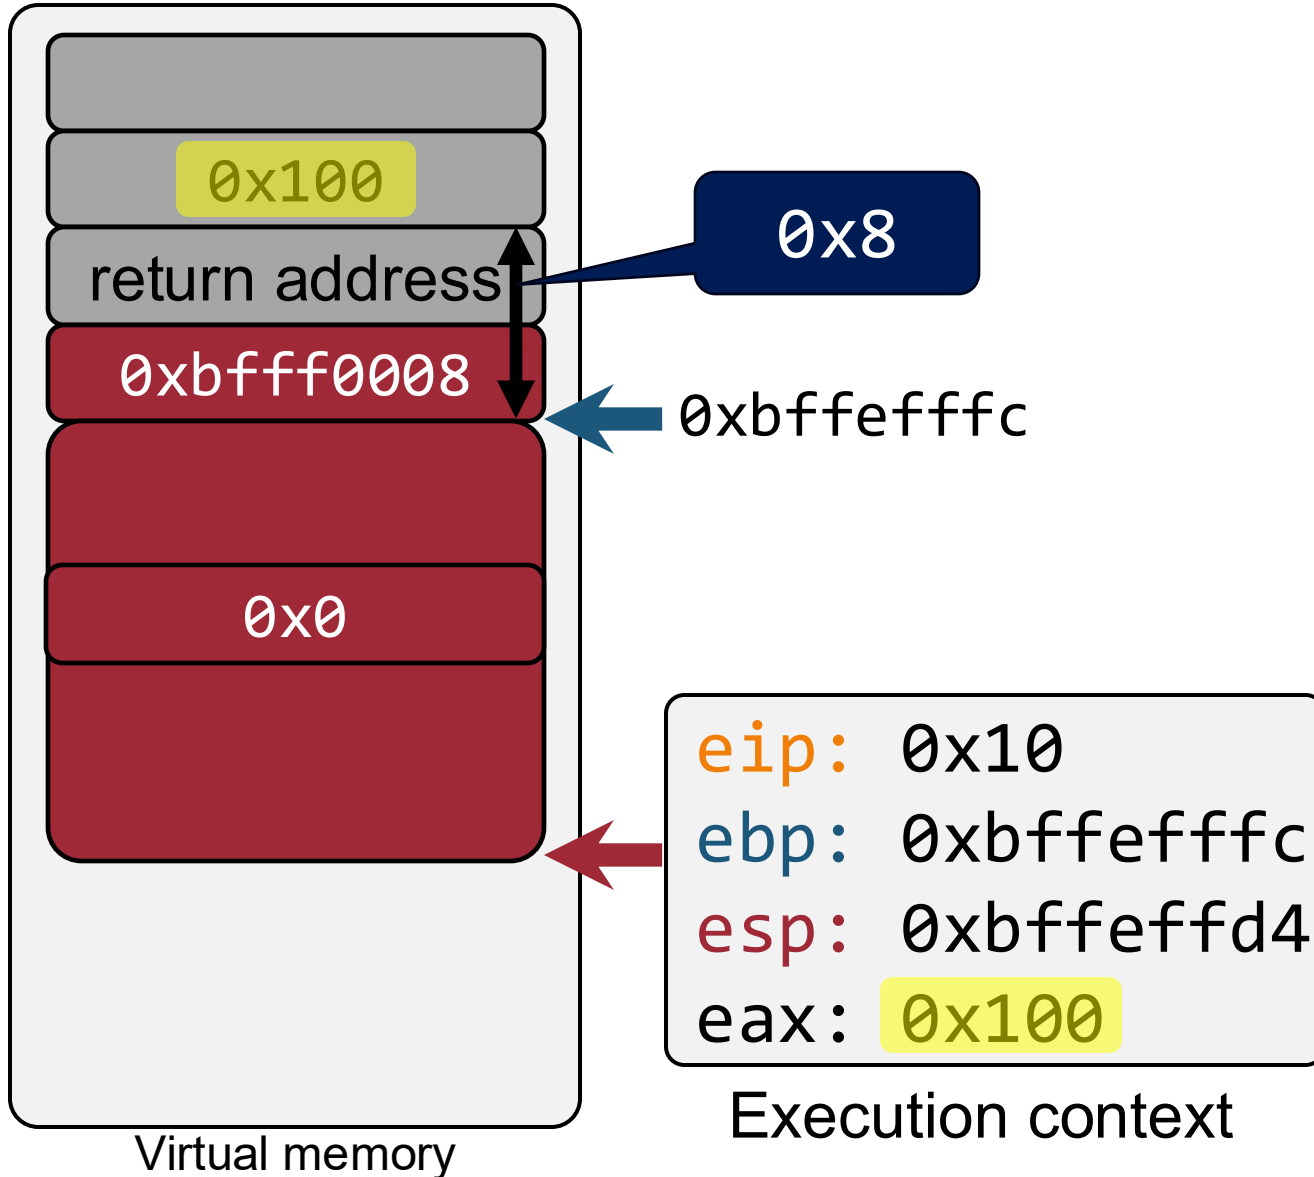 0x100
0x8
return address
0xbfff0008
0xbffefffc
0x0
eip: 0x10
ebp: 0xbffefffc
esp: 0xbffeffd4
eax: 0x100
Execution context
Virtual memory